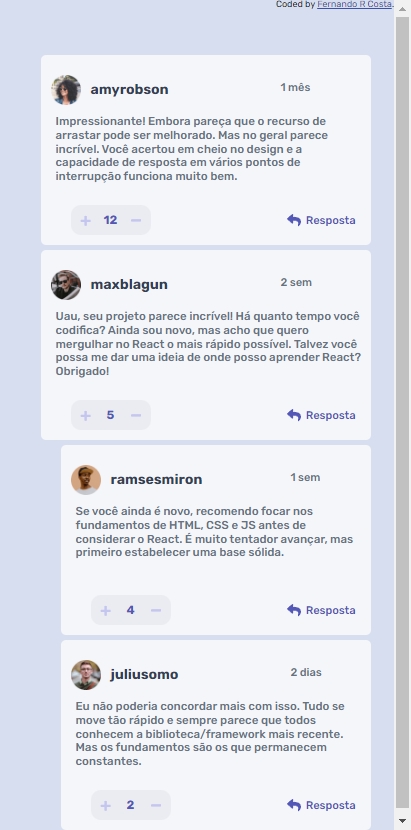 Coded by Fernando R Costa.
amyrobson
1 mês
Impressionante! Embora pareça que o recurso de
arrastar pode ser melhorado. Mas no geral parece
incrível. Você acertou em cheio no design e a
capacidade de resposta em vários pontos de
interrupção funciona muito bem.
+ 12 − Resposta
maxblagun
2 sem
Uau, seu projeto parece incrível! Há quanto tempo você
codifica? Ainda sou novo, mas acho que quero
mergulhar no React o mais rápido possível. Talvez você
possa me dar uma ideia de onde posso aprender React?
Obrigado!
+ 5 − Resposta
ramsesmiron
1 sem
Se você ainda é novo, recomendo focar nos
fundamentos de HTML, CSS e JS antes de
considerar o React. É muito tentador avançar, mas
primeiro estabelecer uma base sólida.
+ 4 − Resposta
juliusomo
2 dias
Eu não poderia concordar mais com isso. Tudo se
move tão rápido e sempre parece que todos
conhecem a biblioteca/framework mais recente.
Mas os fundamentos são os que permanecem
constantes.
+ 2 − Resposta